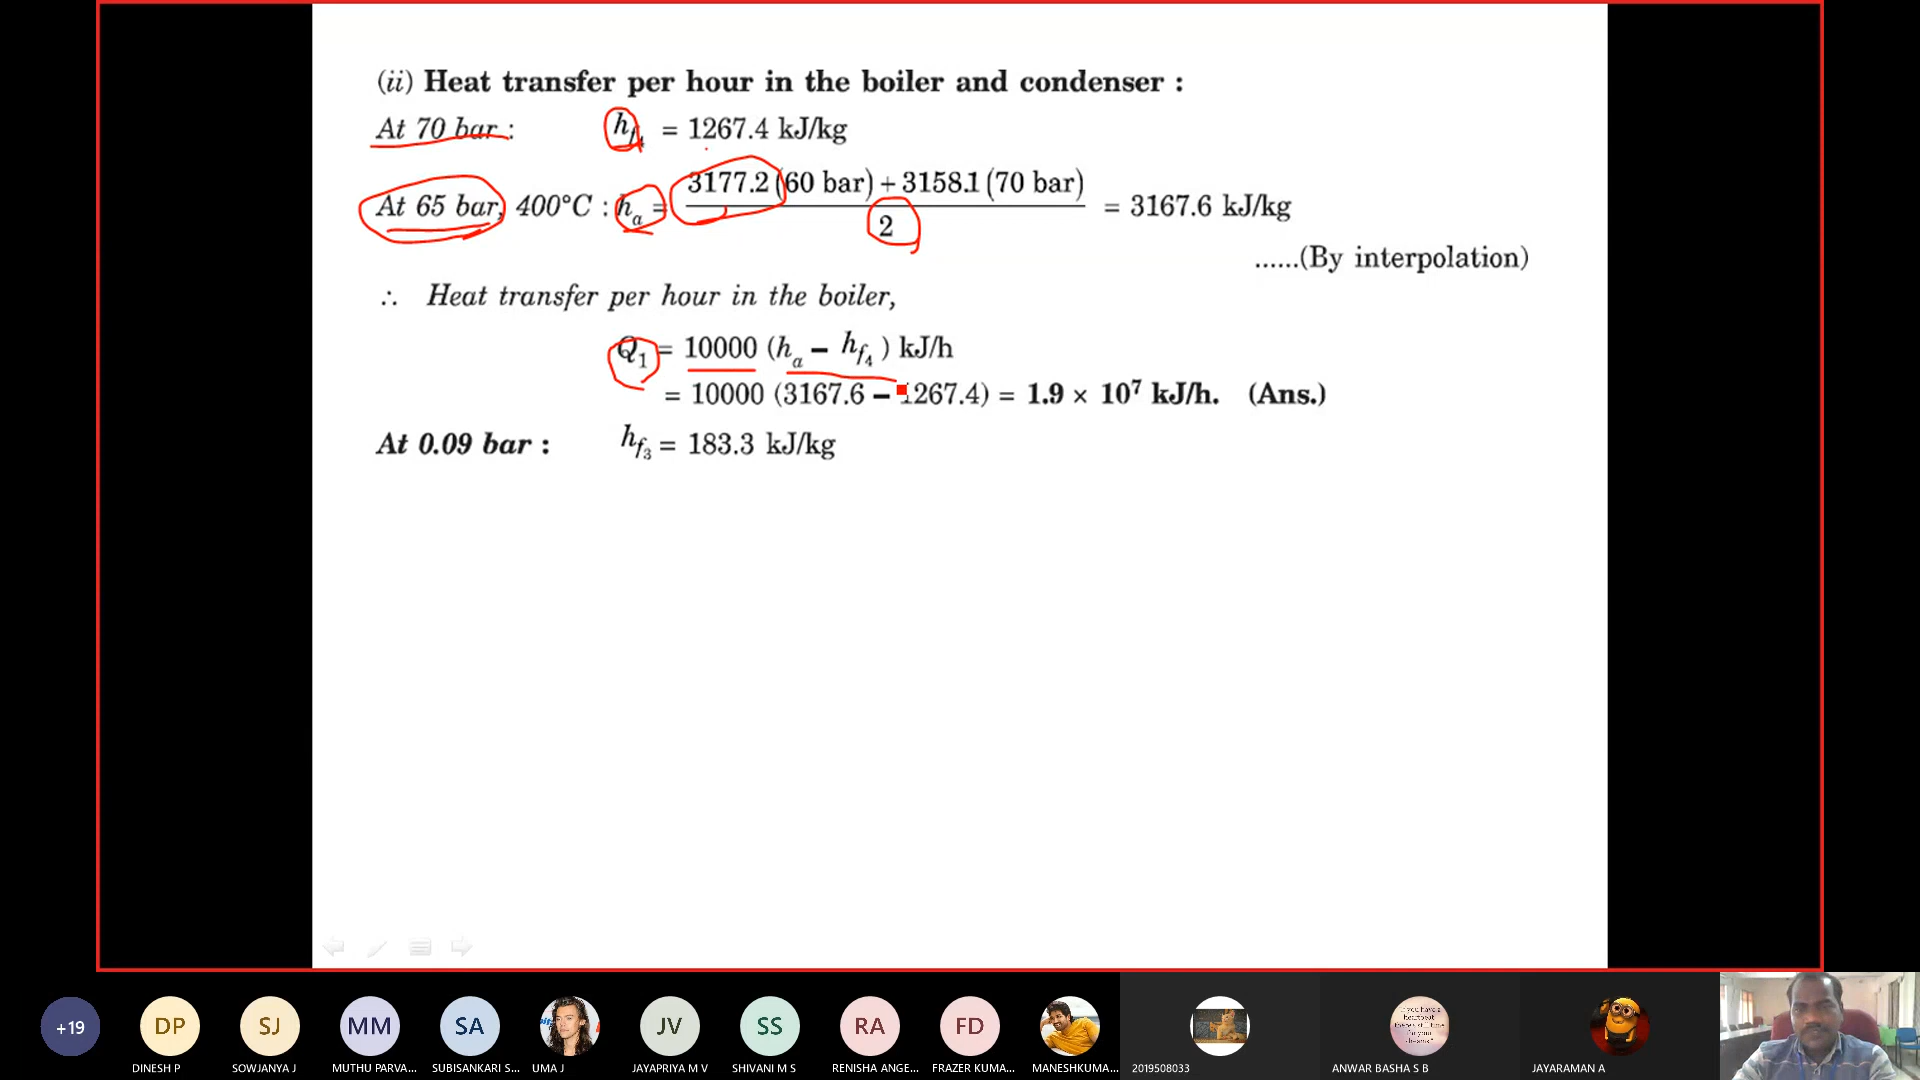 (ii) Heat transfer per hour in the boiler and condenser :
At 70 bar : hf4 = 1267.4 kJ/kg
At 65 bar, 400°C : ha = 3177.2 (60 bar) + 3158.1 (70 bar) / 2 = 3167.6 kJ/kg
......(By interpolation)
∴ Heat transfer per hour in the boiler,
Q1 = 10000 (ha – hf4) kJ/h
= 10000 (3167.6 – 1267.4) = 1.9 × 10⁷ kJ/h. (Ans.)
At 0.09 bar : hf3 = 183.3 kJ/kg
+19 DP SJ MM SA JV SS RA FD
DINESH P SOWJANYA J MUTHU PARVA... SUBISANKARI S... UMA J JAYAPRIYA M V SHIVANI M S RENISHA ANGE... FRAZER KUMA... MANESHKUMA... 2019508033 ANWAR BASHA S B JAYARAMAN A